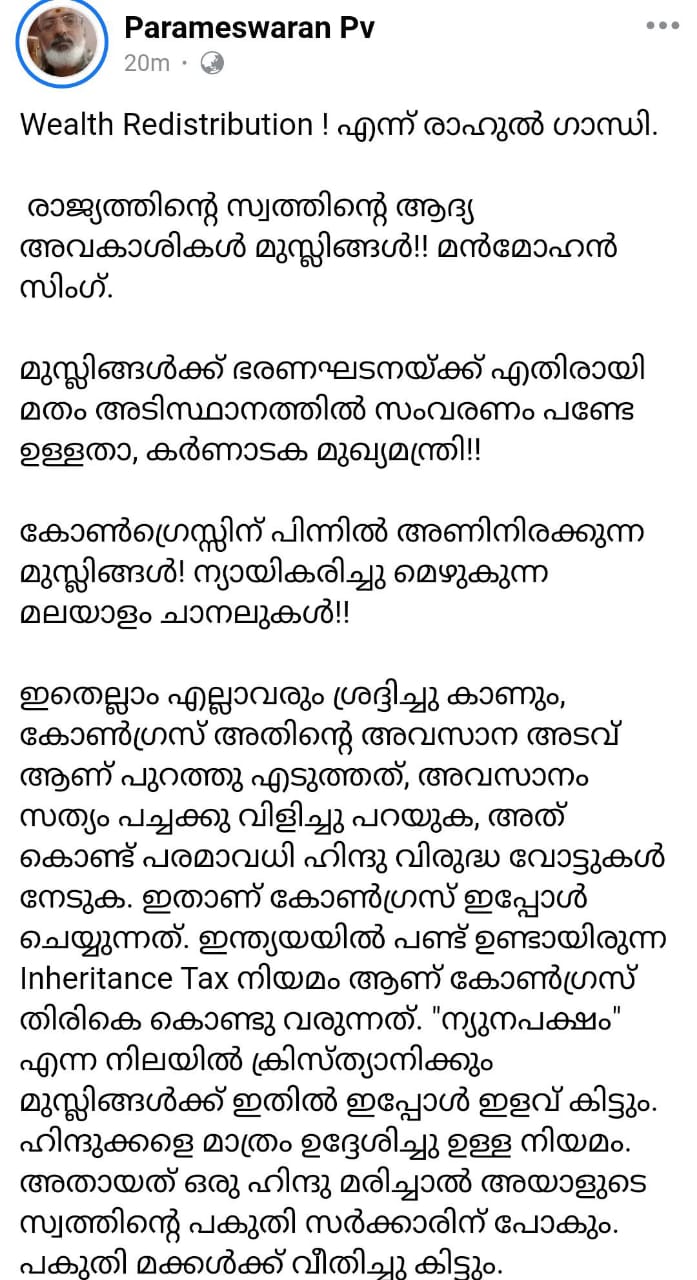 Parameswaran Pv
20m ·
Wealth Redistribution ! എന്ന് രാഹുൽ ഗാന്ധി.
രാജ്യത്തിന്റെ സ്വത്തിന്റെ ആദ്യ
അവകാശികൾ മുസ്ലിങ്ങൾ!! മൻമോഹൻ
സിംഗ്.
മുസ്ലിങ്ങൾക്ക് ഭരണഘടനയ്ക്ക് എതിരായി
മതം അടിസ്ഥാനത്തിൽ സംവരണം പണ്ടേ
ഉള്ളതാ, കർണാടക മുഖ്യമന്ത്രി!!
കോൺഗ്രെസ്സിന് പിന്നിൽ അണിനിരക്കുന്ന
മുസ്ലിങ്ങൾ! ന്യായികരിച്ചു മെഴുകുന്ന
മലയാളം ചാനലുകൾ!!
ഇതെല്ലാം എല്ലാവരും ശ്രദ്ദിച്ചു കാണും,
കോൺഗ്രസ് അതിന്റെ അവസാന അടവ്
ആണ് പുറത്തു എടുത്തത്, അവസാനം
സത്യം പച്ചക്കു വിളിച്ചു പറയുക, അത്
കൊണ്ട് പരമാവധി ഹിന്ദു വിരുദ്ധ വോട്ടുകൾ
നേടുക. ഇതാണ് കോൺഗ്രസ് ഇപ്പോൾ
ചെയ്യുന്നത്. ഇന്ത്യയയിൽ പണ്ട് ഉണ്ടായിരുന്ന
Inheritance Tax നിയമം ആണ് കോൺഗ്രസ്
തിരികെ കൊണ്ടു വരുന്നത്. "ന്യുനപക്ഷം"
എന്ന നിലയിൽ ക്രിസ്ത്യാനിക്കും
മുസ്ലിങ്ങൾക്ക് ഇതിൽ ഇപ്പോൾ ഇളവ് കിട്ടും.
ഹിന്ദുക്കളെ മാത്രം ഉദ്ദേശിച്ചു ഉള്ള നിയമം.
അതായത് ഒരു ഹിന്ദു മരിച്ചാൽ അയാളുടെ
സ്വത്തിന്റെ പകുതി സർക്കാരിന് പോകും.
പകുതി മക്കൾക്ക് വീതിച്ചു കിട്ടും.